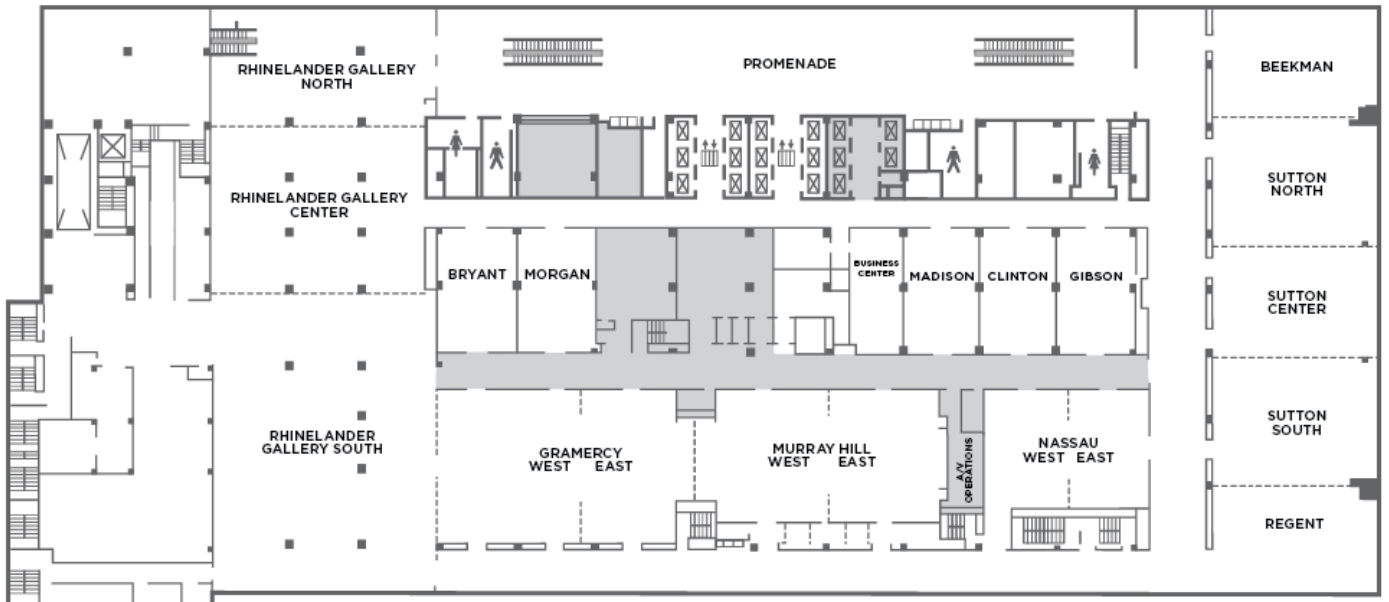 RHINELANDER GALLERY
NORTH
PROMENADE
BEEKMAN
RHINELANDER GALLERY
CENTER
SUTTON
NORTH
BRYANT
MORGAN
BUSINESS
CENTER
MADISON
CLINTON
GIBSON
SUTTON
CENTER
RHINELANDER
GALLERY SOUTH
GRAMERCY
WEST EAST
MURRAY HILL
WEST EAST
A/V
OPERATIONS
NASSAU
WEST EAST
SUTTON
SOUTH
REGENT